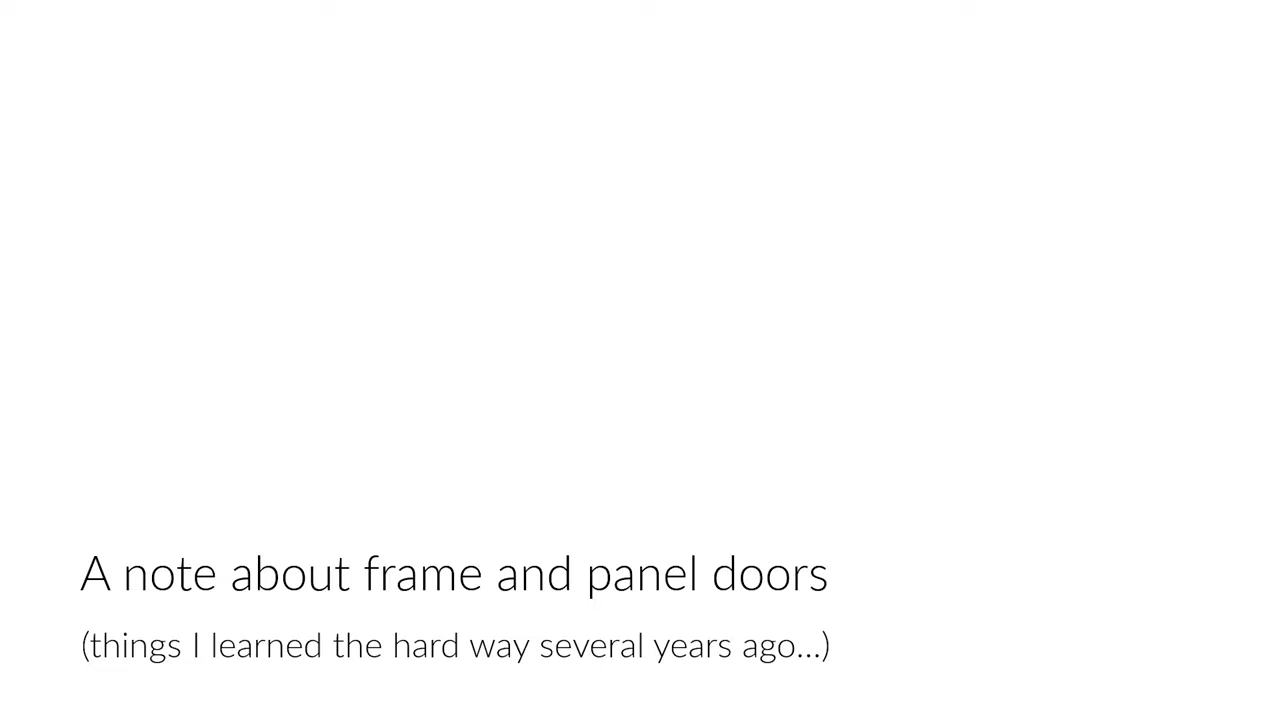 A note about frame and panel doors
(things I learned the hard way several years ago...)